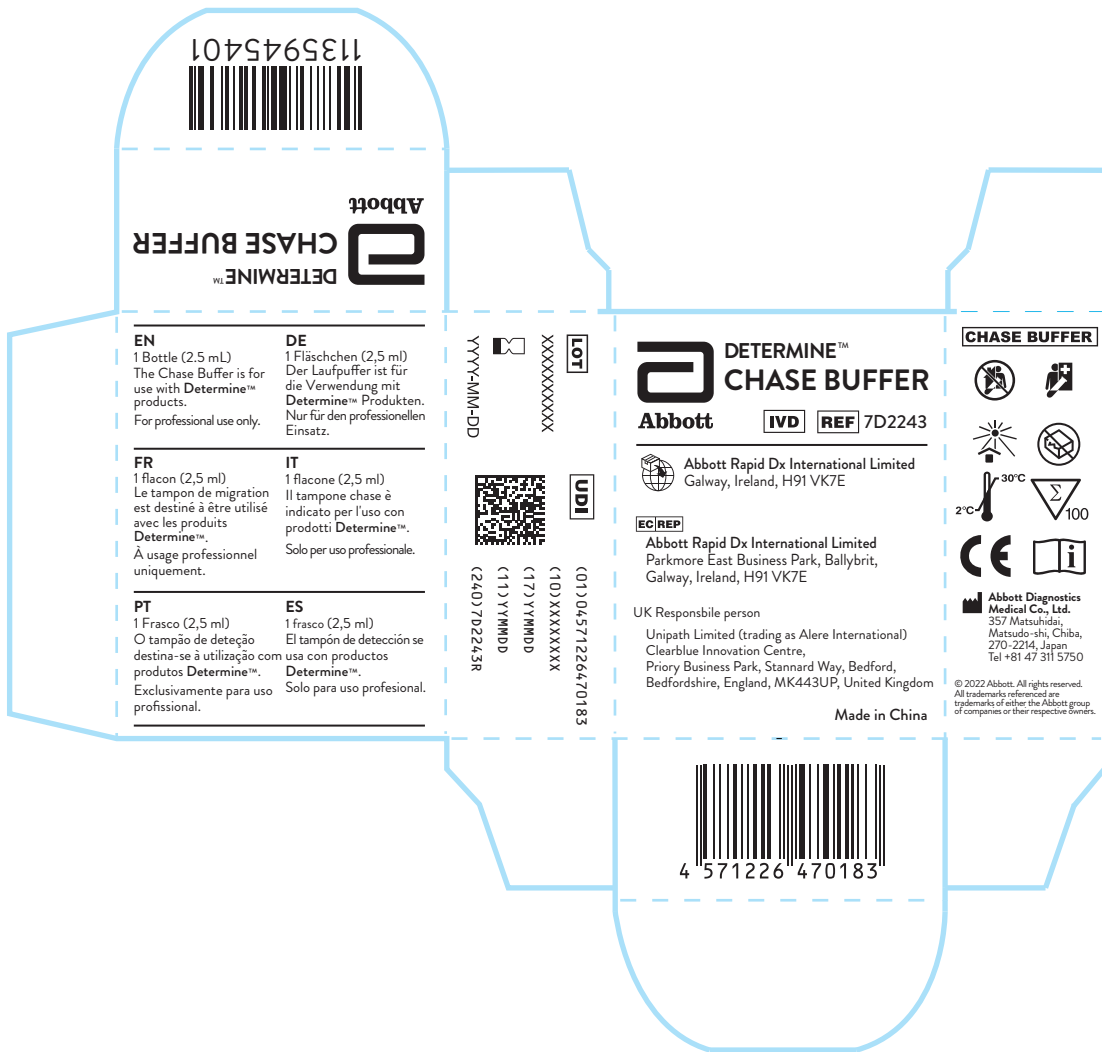 1135945401
DETERMINE™
CHASE BUFFER
Abbott
EN
1 Bottle (2.5 mL)
The Chase Buffer is for
use with Determine™
products.
For professional use only.
DE
1 Fläschchen (2,5 ml)
Der Laufpuffer ist für
die Verwendung mit
Determine™ Produkten.
Nur für den professionellen
Einsatz.
FR
1 flacon (2,5 ml)
Le tampon de migration
est destiné à être utilisé
avec les produits
Determine™.
À usage professionnel
uniquement.
IT
1 flacone (2,5 ml)
Il tampone chase è
indicato per l'uso con
prodotti Determine™.
Solo per uso professionale.
PT
1 Frasco (2,5 ml)
O tampão de deteção
destina-se à utilização com
produtos Determine™.
Exclusivamente para uso
profissional.
ES
1 frasco (2,5 ml)
El tampón de detección se
usa con productos
Determine™.
Solo para uso profesional.
LOT
XXXXXXXXXX
YYYY-MM-DD
UDI
(01)04571226470183
(10)XXXXXXXX
(17)YYMMDD
(11)YYMMDD
(240)7D2243R
DETERMINE™
CHASE BUFFER
Abbott
IVD REF 7D2243
Abbott Rapid Dx International Limited
Galway, Ireland, H91 VK7E
EC REP
Abbott Rapid Dx International Limited
Parkmore East Business Park, Ballybrit,
Galway, Ireland, H91 VK7E
UK Responsbile person
Unipath Limited (trading as Alere International)
Clearblue Innovation Centre,
Priory Business Park, Stannard Way, Bedford,
Bedfordshire, England, MK443UP, United Kingdom
Made in China
4 571226 470183
CHASE BUFFER
30°C
2°C
Σ
100
CE
i
Abbott Diagnostics
Medical Co., Ltd.
357 Matsuhidai,
Matsudo-shi, Chiba,
270-2214, Japan
Tel +81 47 311 5750
© 2022 Abbott. All rights reserved.
All trademarks referenced are
trademarks of either the Abbott group
of companies or their respective owners.